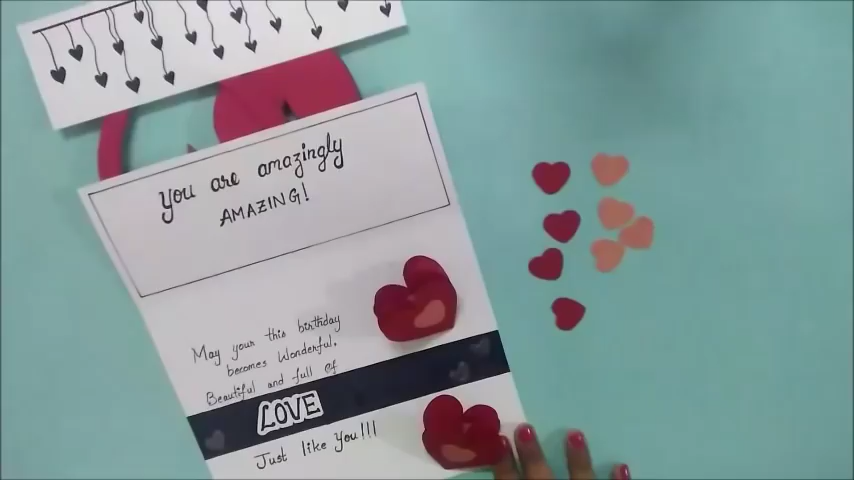 you are amazingly
AMAZING!
May your this birthday
becomes Wonderful,
Beautiful and full of
LOVE
Just like You!!!